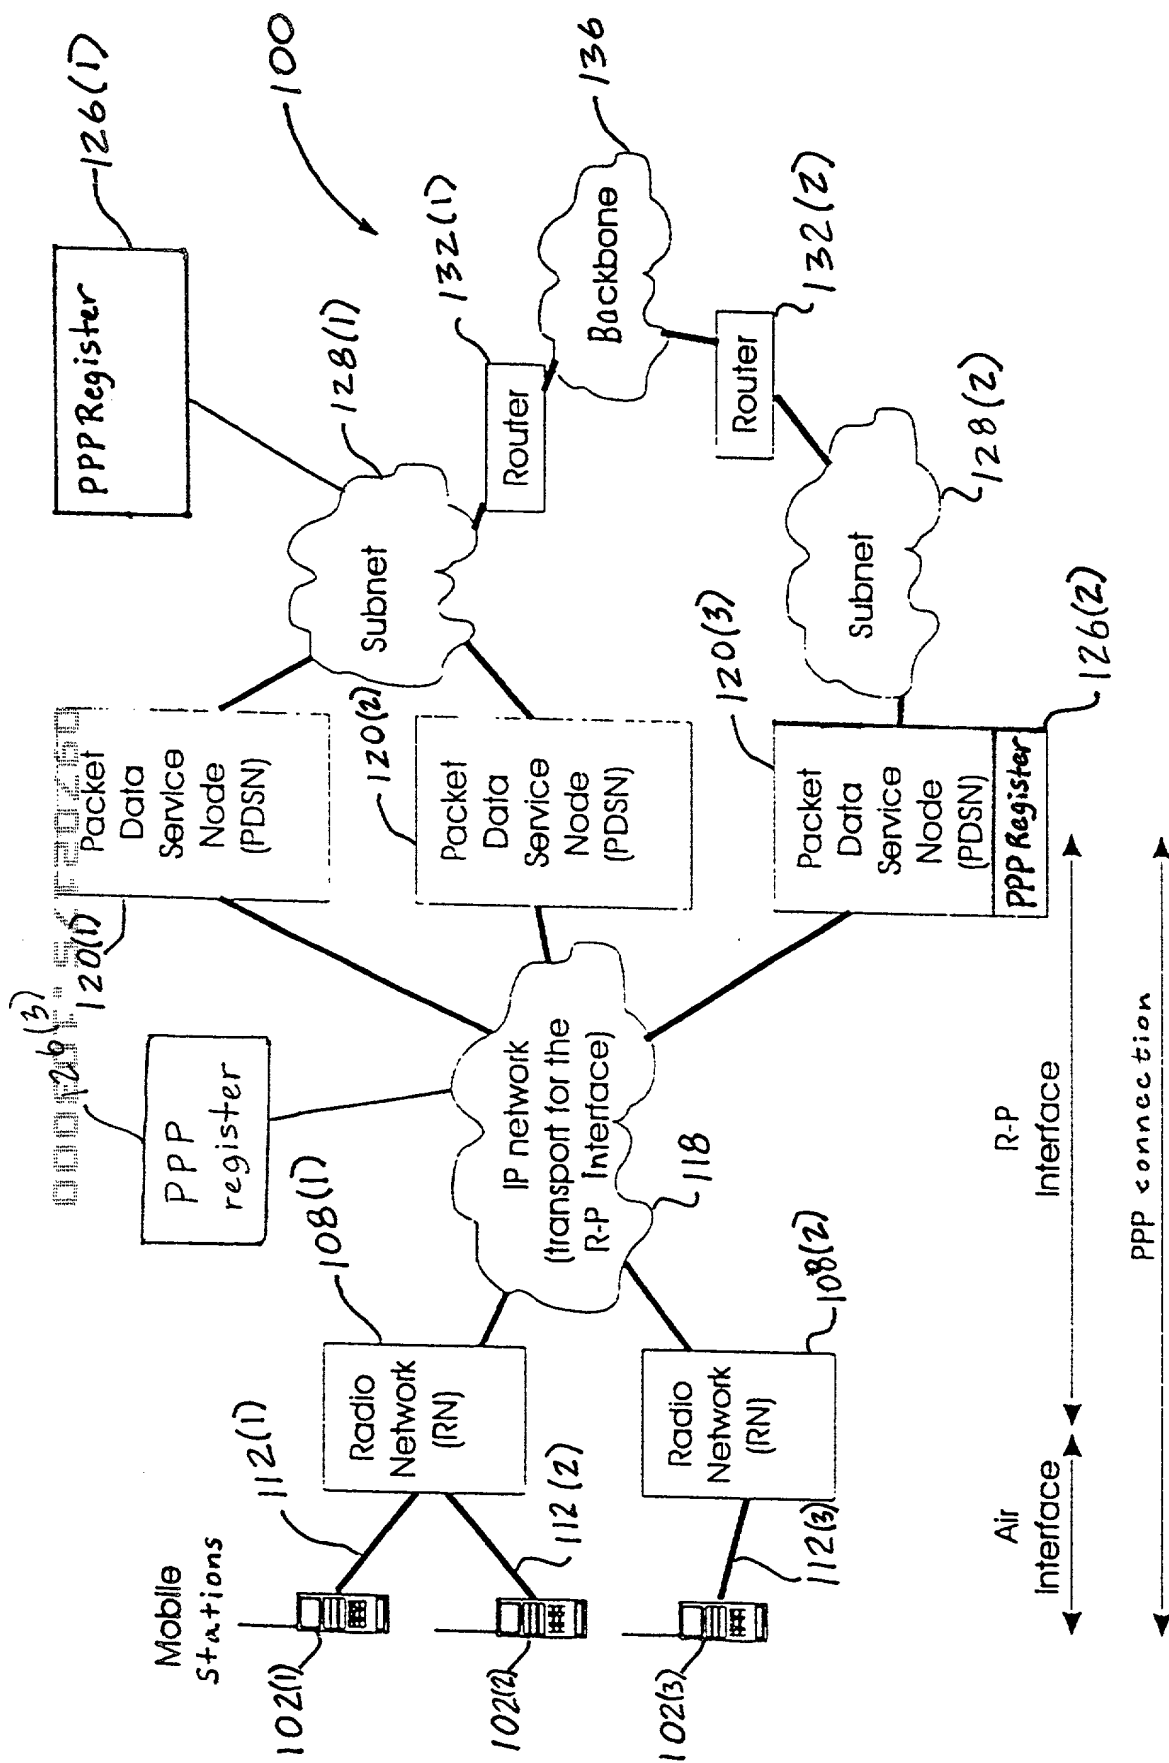 Mobile
Stations
102(1)
102(2)
102(3)
112(1)
112(2)
112(3)
Radio
Network
(RN)
108(1)
Radio
Network
(RN)
108(2)
PPP
register
126(3)
IP network
(transport for the
R-P Interface)
118
120(1)
Packet
Data
Service
Node
(PDSN)
120(2)
Packet
Data
Service
Node
(PDSN)
120(3)
Packet
Data
Service
Node
(PDSN)
PPP Register
126(2)
Subnet
128(1)
PPP Register
126(1)
100
Router
132(1)
Backbone
136
Router
132(2)
Subnet
128(2)
Air
Interface
R-P
Interface
PPP connection